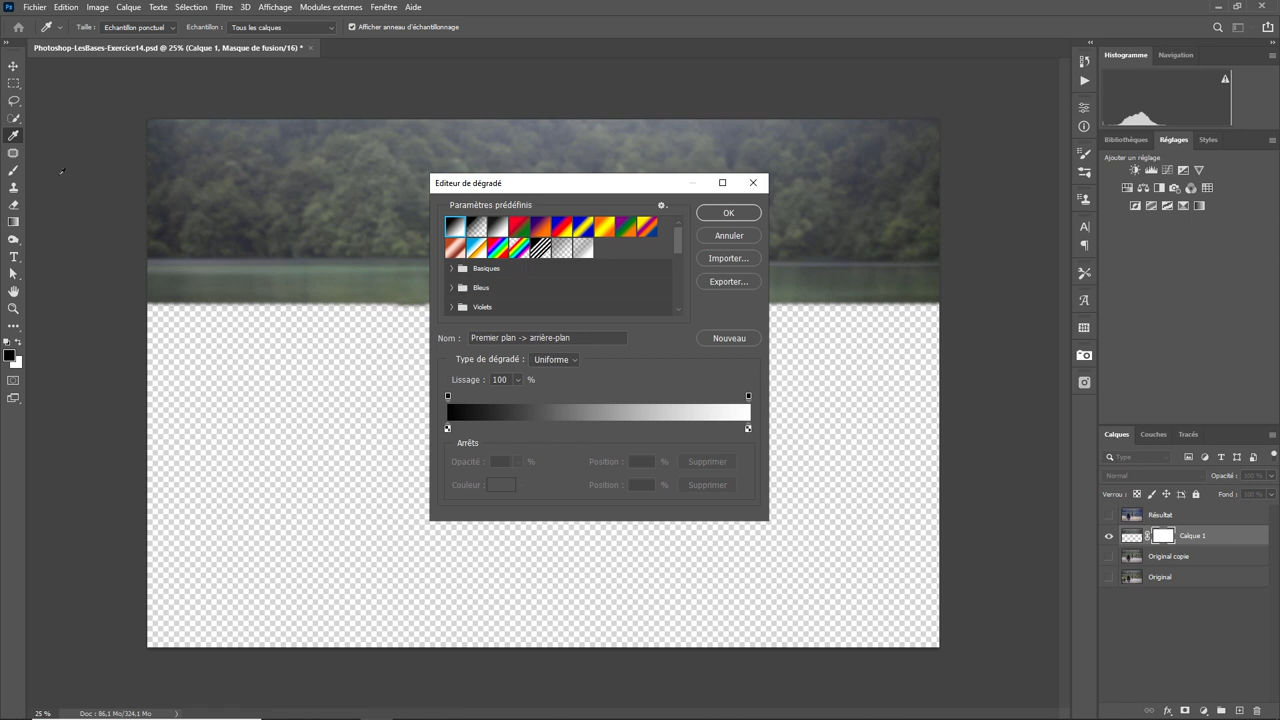 Ps Fichier Edition Image Calque Texte Sélection Filtre 3D Affichage Modules externes Fenêtre Aide
Taille : Echantillon ponctuel Echantillon : Tous les calques Afficher anneau d'échantillonnage
Photoshop-LesBases-Exercice14.psd @ 25% (Calque 1, Masque de fusion/16) * ×
Histogramme Navigation
Bibliothèques Réglages Styles
Ajouter un réglage
Editeur de dégradé
Paramètres prédéfinis
OK
Annuler
Importer...
Exporter...
Basiques
Bleus
Violets
Nom : Premier plan -> arrière-plan
Nouveau
Type de dégradé : Uniforme
Lissage : 100 %
Arrêts
Opacité : % Position : % Supprimer
Couleur : Position : % Supprimer
Calques Couches Tracés
Type
Normal Opacité : 100 %
Verrou : Fond : 100 %
Résultat
Calque 1
Original copie
Original
25 % Doc : 86,1 Mo/324,1 Mo